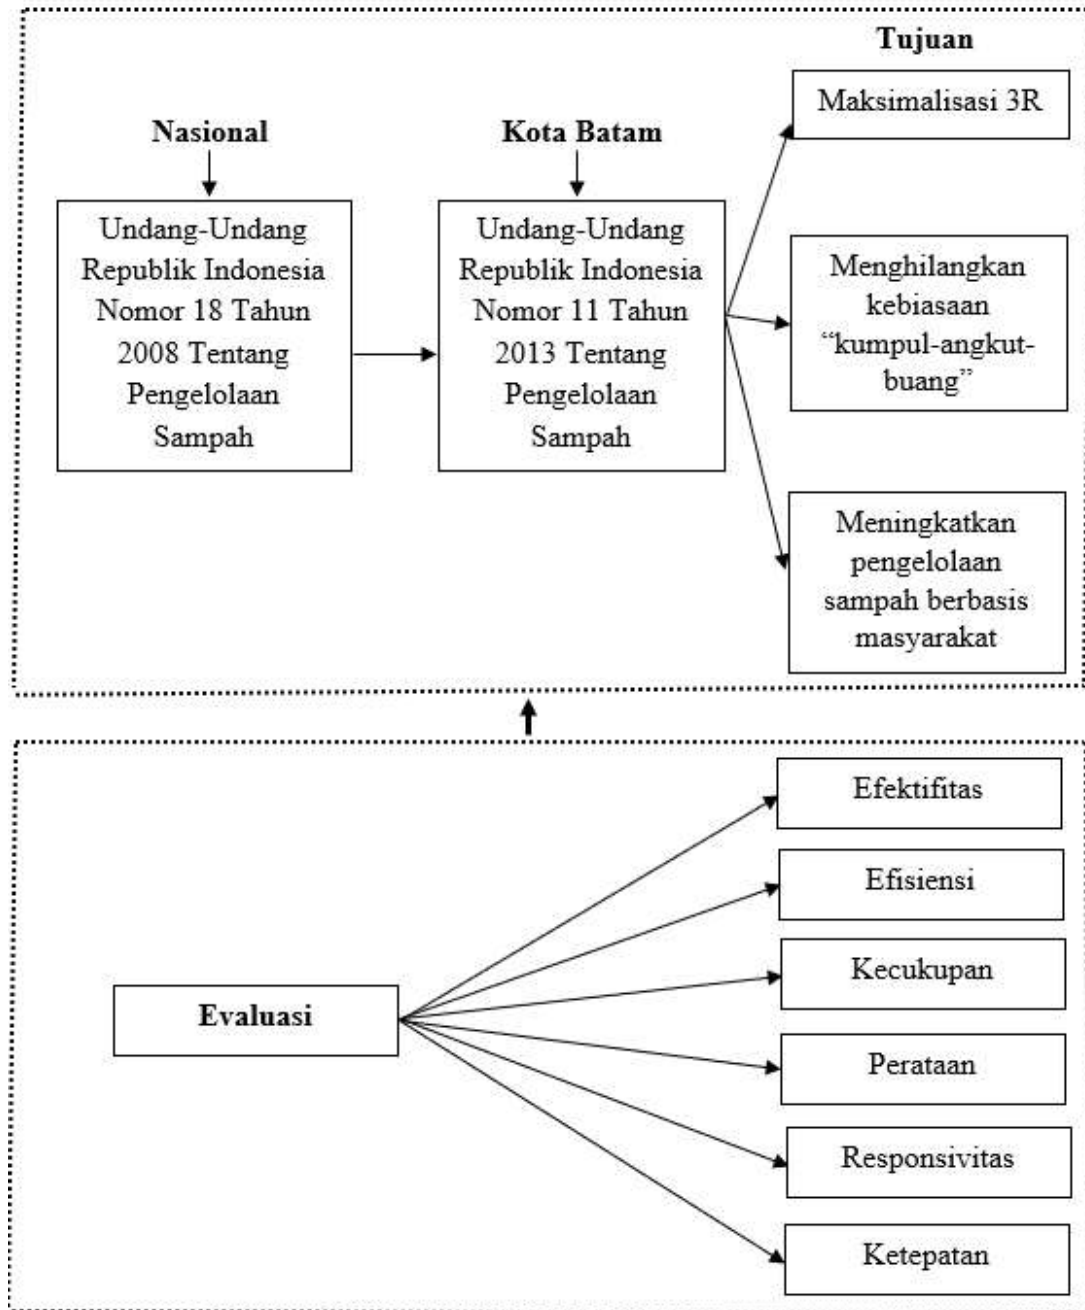 Tujuan
Maksimalisasi 3R
Nasional
Kota Batam
Undang-Undang
Republik Indonesia
Nomor 18 Tahun
2008 Tentang
Pengelolaan
Sampah
Undang-Undang
Republik Indonesia
Nomor 11 Tahun
2013 Tentang
Pengelolaan
Sampah
Menghilangkan
kebiasaan
“kumpul-angkut-
buang”
Meningkatkan
pengelolaan
sampah berbasis
masyarakat
Evaluasi
Efektifitas
Efisiensi
Kecukupan
Perataan
Responsivitas
Ketepatan